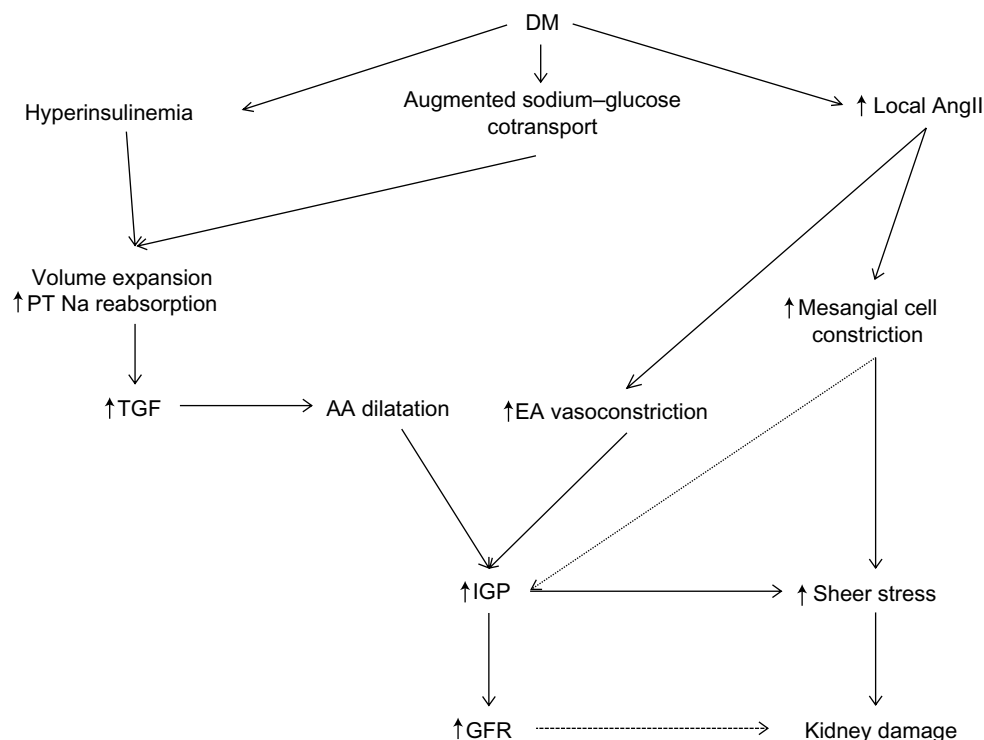 DM
Hyperinsulinemia
Augmented sodium–glucose
cotransport
↑ Local AngII
Volume expansion
↑PT Na reabsorption
↑Mesangial cell
constriction
↑TGF
AA dilatation
↑EA vasoconstriction
↑IGP
↑ Sheer stress
↑GFR
Kidney damage